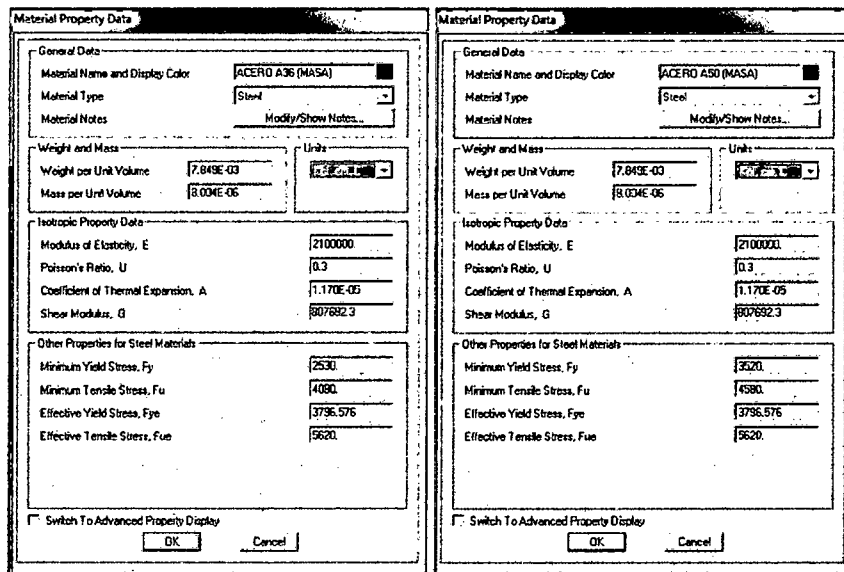 Material Property Data
General Data
Material Name and Display Color ACERO A36 (MASA)
Material Type Steel
Material Notes Modify/Show Notes...
Weight and Mass
Units
Weight per Unit Volume 7.849E-03
Mass per Unit Volume 8.004E-06
Isotropic Property Data
Modulus of Elasticity, E 2100000.
Poisson's Ratio, U 0.3
Coefficient of Thermal Expansion, A 1.170E-05
Shear Modulus, G 807692.3
Other Properties for Steel Materials
Minimum Yield Stress, Fy 2530.
Minimum Tensile Stress, Fu 4080.
Effective Yield Stress, Fye 3796.576
Effective Tensile Stress, Fue 5620.
Switch To Advanced Property Display
OK Cancel
Material Property Data
General Data
Material Name and Display Color ACERO A50 (MASA)
Material Type Steel
Material Notes Modify/Show Notes...
Weight and Mass
Units
Weight per Unit Volume 7.849E-03
Mass per Unit Volume 8.004E-06
Isotropic Property Data
Modulus of Elasticity, E 2100000.
Poisson's Ratio, U 0.3
Coefficient of Thermal Expansion, A 1.170E-05
Shear Modulus, G 807692.3
Other Properties for Steel Materials
Minimum Yield Stress, Fy 3520.
Minimum Tensile Stress, Fu 4580.
Effective Yield Stress, Fye 3796.576
Effective Tensile Stress, Fue 5620.
Switch To Advanced Property Display
OK Cancel